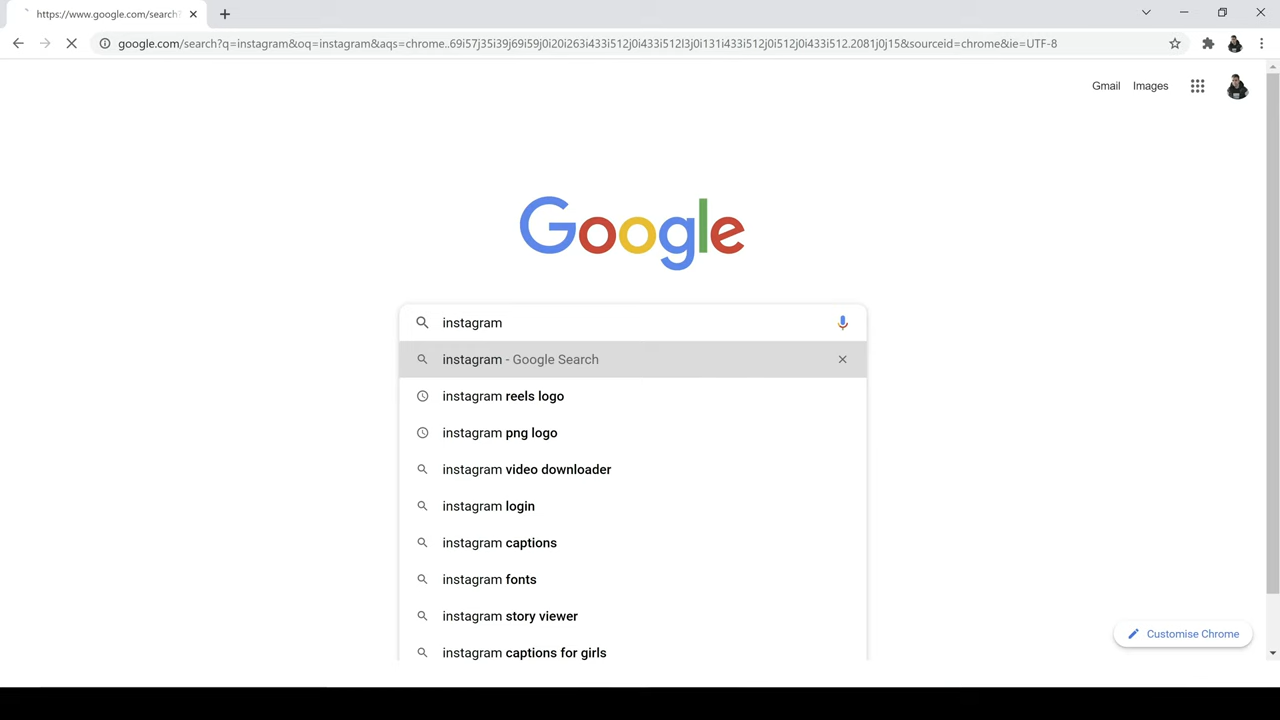 https://www.google.com/search?
google.com/search?q=instagram&oq=instagram&aqs=chrome..69i57j35i39j69i59j0i20i263i433i512j0i433i512l3j0i131i433i512j0i512j0i433i512.2081j0j15&sourceid=chrome&ie=UTF-8
Gmail Images
Google
instagram
instagram - Google Search
instagram reels logo
instagram png logo
instagram video downloader
instagram login
instagram captions
instagram fonts
instagram story viewer
instagram captions for girls
Customise Chrome